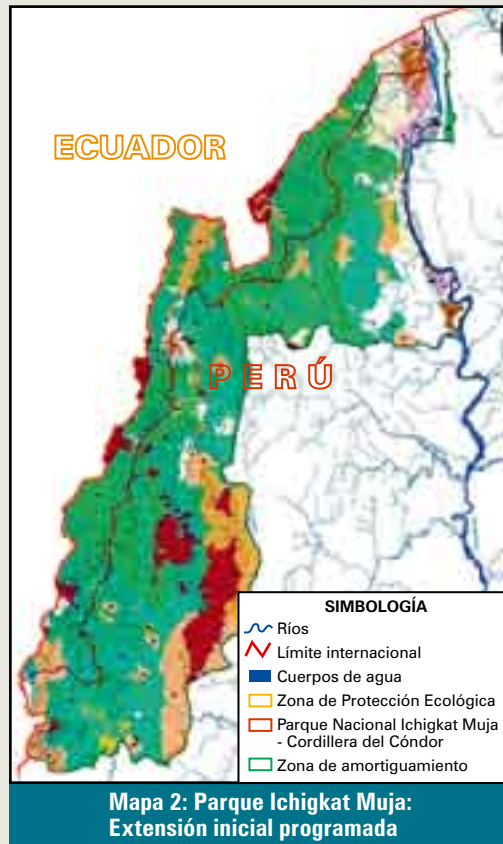 ECUADOR
PERÚ
SIMBOLOGÍA
Ríos
Límite internacional
Cuerpos de agua
Zona de Protección Ecológica
Parque Nacional Ichigkat Muja
- Cordillera del Cóndor
Zona de amortiguamiento
Mapa 2: Parque Ichigkat Muja:
Extensión inicial programada